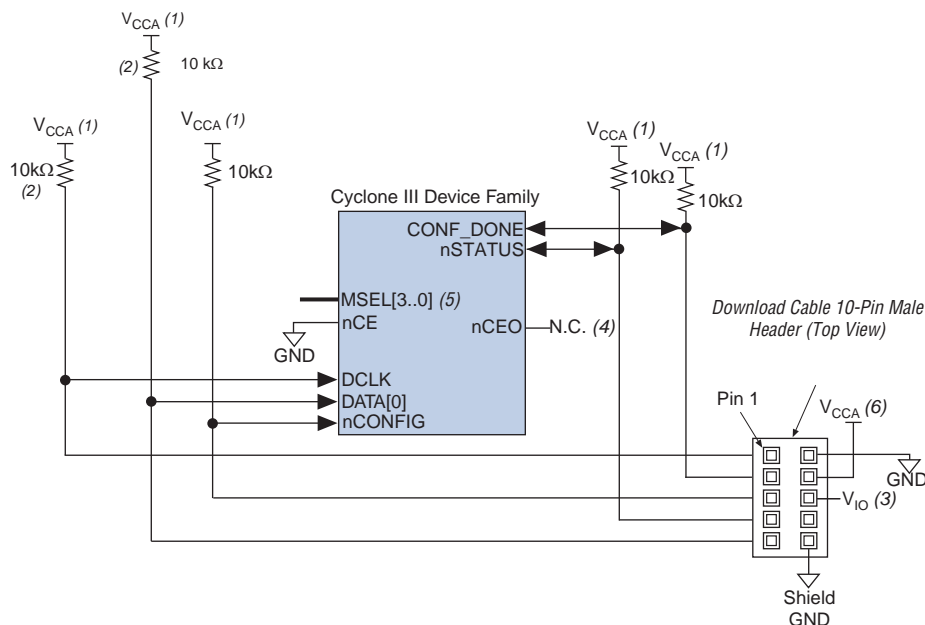 VCCA (1)
(2) 10 kΩ
VCCA (1)
10kΩ
(2)
VCCA (1)
10kΩ
VCCA (1)
10kΩ
VCCA (1)
10kΩ
Cyclone III Device Family
CONF_DONE
nSTATUS
MSEL[3..0] (5)
nCE
GND
nCEO N.C. (4)
DCLK
DATA[0]
nCONFIG
Download Cable 10-Pin Male
Header (Top View)
Pin 1
VCCA (6)
GND
VIO (3)
Shield
GND